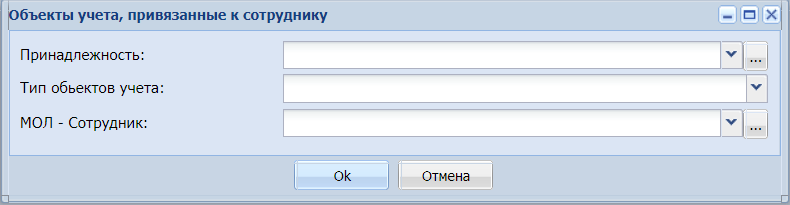 Объекты учета, привязанные к сотруднику
Принадлежность:
...
Тип обьектов учета:
МОЛ - Сотрудник:
...
Ok Отмена